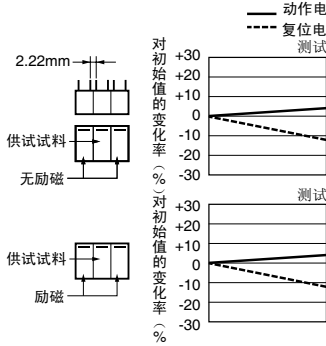 动作电
复位电
测试
2.22mm
供试试料
无励磁
对初始值的变化率(%)
+30
+20
+10
0
-10
-20
-30
测试
供试试料
励磁
对初始值的变化率(%
+30
+20
+10
0
-10
-20
-30